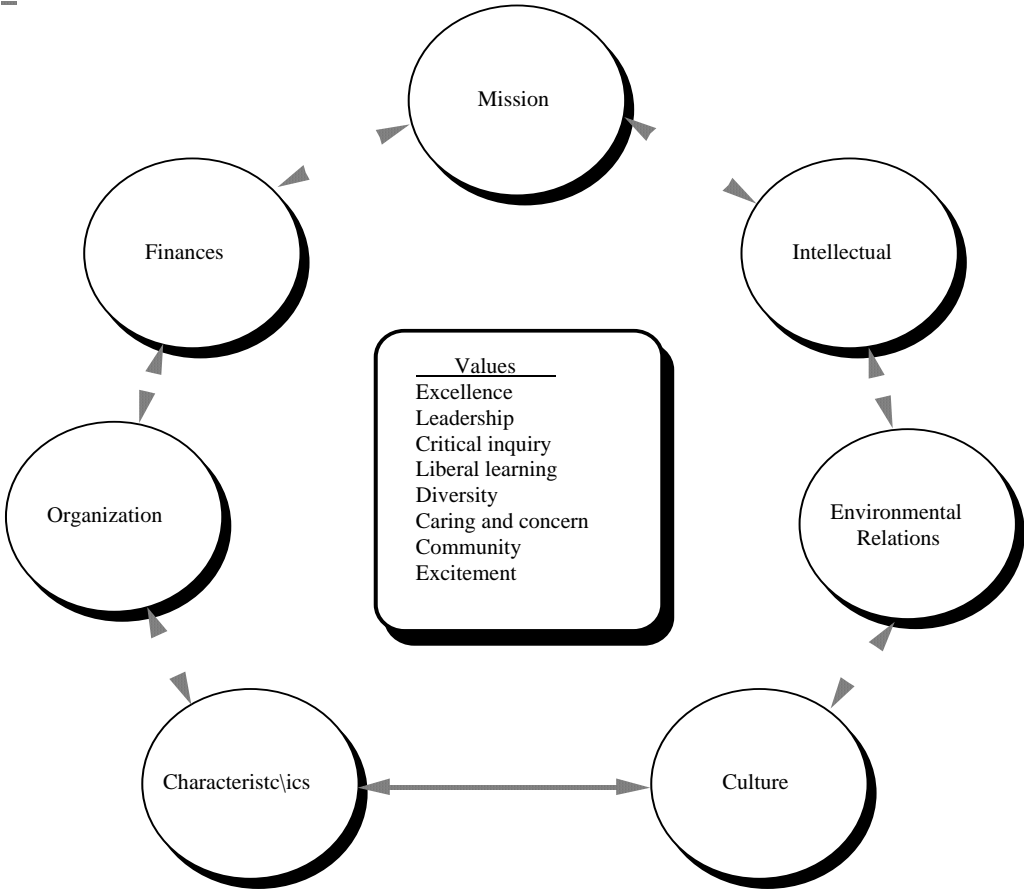 Mission
Finances
Intellectual
Values
Excellence
Leadership
Critical inquiry
Liberal learning
Diversity
Caring and concern
Community
Excitement
Organization
Environmental
Relations
Characteristc\ics
Culture